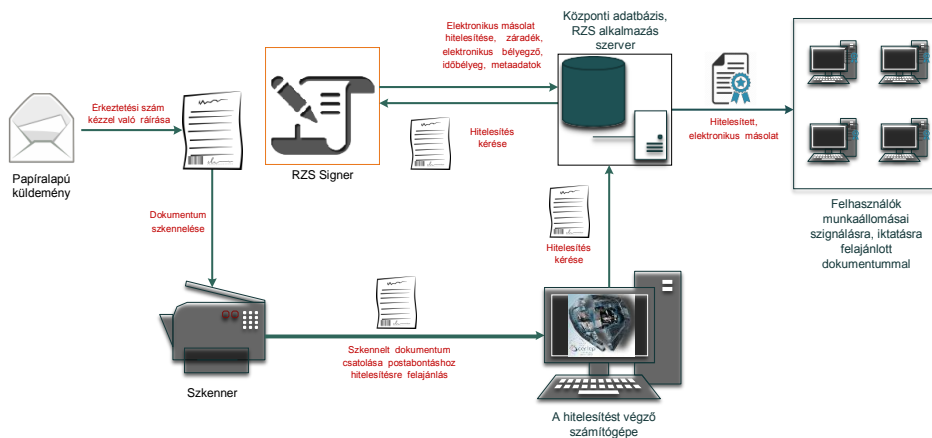 Elektronikus másolat
hitelesítése, záradék,
elektronikus bélyegző,
időbélyeg, metaadatok
Központi adatbázis,
RZS alkalmazás
szerver
Érkeztetési szám
kézzel való ráírása
Hitelesítés
kérése
Hitelesített,
elektronikus másolat
Papíralapú
küldemény
RZS Signer
Dokumentum
szkennelése
Hitelesítés
kérése
Felhasználók
munkaállomásai
szignálásra, iktatásra
felajánlott
dokumentummal
Szkennelt dokumentum
csatolása postabontáshoz
hitelesítésre felajánlás
Szkenner
A hitelesítést végző
számítógépe